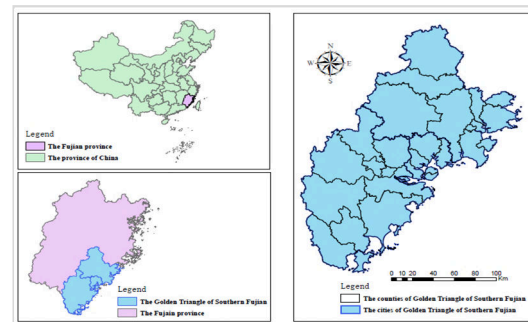 Legend
The Fujian province
The province of China
Legend
The Golden Triangle of Southern Fujian
The Fujain province
N
W
E
S
Legend
0 10 20 40 60 80 100
Km
The counties of Golden Triangle of Southern Fujian
The cities of Golden Triangle of Southern Fujian